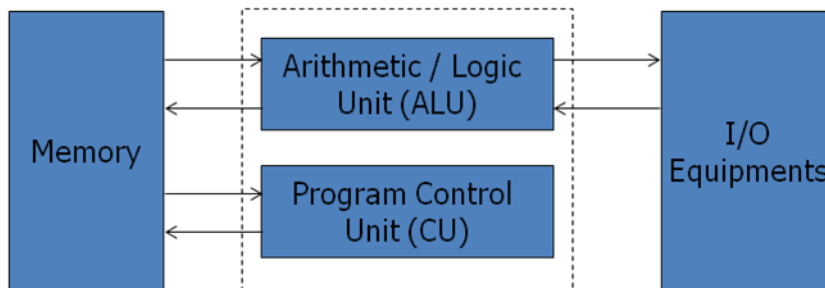 Memory
Arithmetic / Logic
Unit (ALU)
Program Control
Unit (CU)
I/O
Equipments